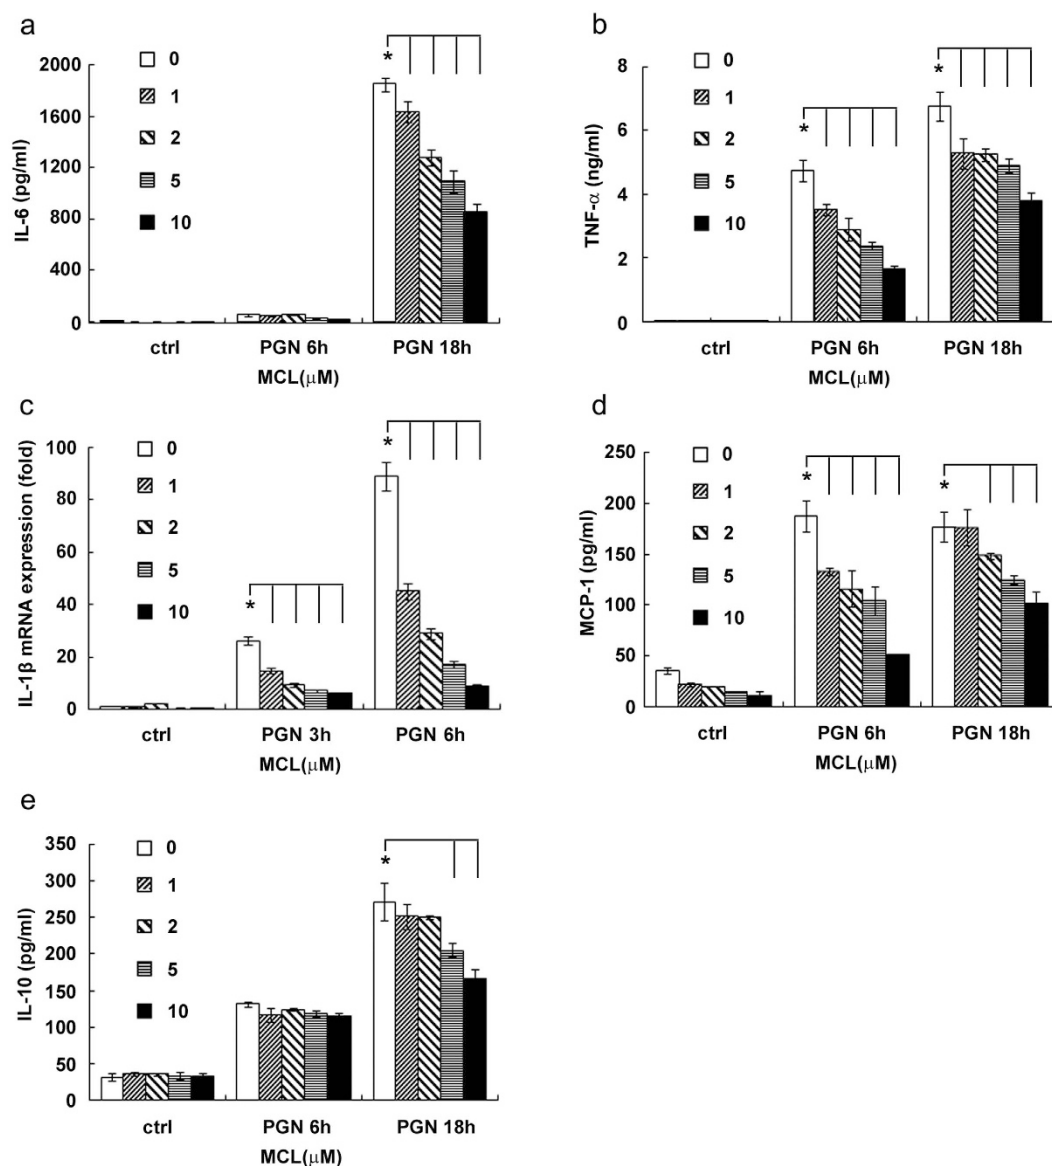 a
IL-6 (pg/ml)
2000
1600
1200
800
400
0
0
1
2
5
10
*
ctrl
PGN 6h
PGN 18h
MCL(μM)
b
TNF-α (ng/ml)
8
6
4
2
0
0
1
2
5
10
*
*
ctrl
PGN 6h
PGN 18h
MCL(μM)
c
IL-1β mRNA expression (fold)
100
80
60
40
20
0
0
1
2
5
10
*
*
ctrl
PGN 3h
PGN 6h
MCL(μM)
d
MCP-1 (pg/ml)
250
200
150
100
50
0
0
1
2
5
10
*
*
ctrl
PGN 6h
PGN 18h
MCL(μM)
e
IL-10 (pg/ml)
350
300
250
200
150
100
50
0
0
1
2
5
10
*
ctrl
PGN 6h
PGN 18h
MCL(μM)